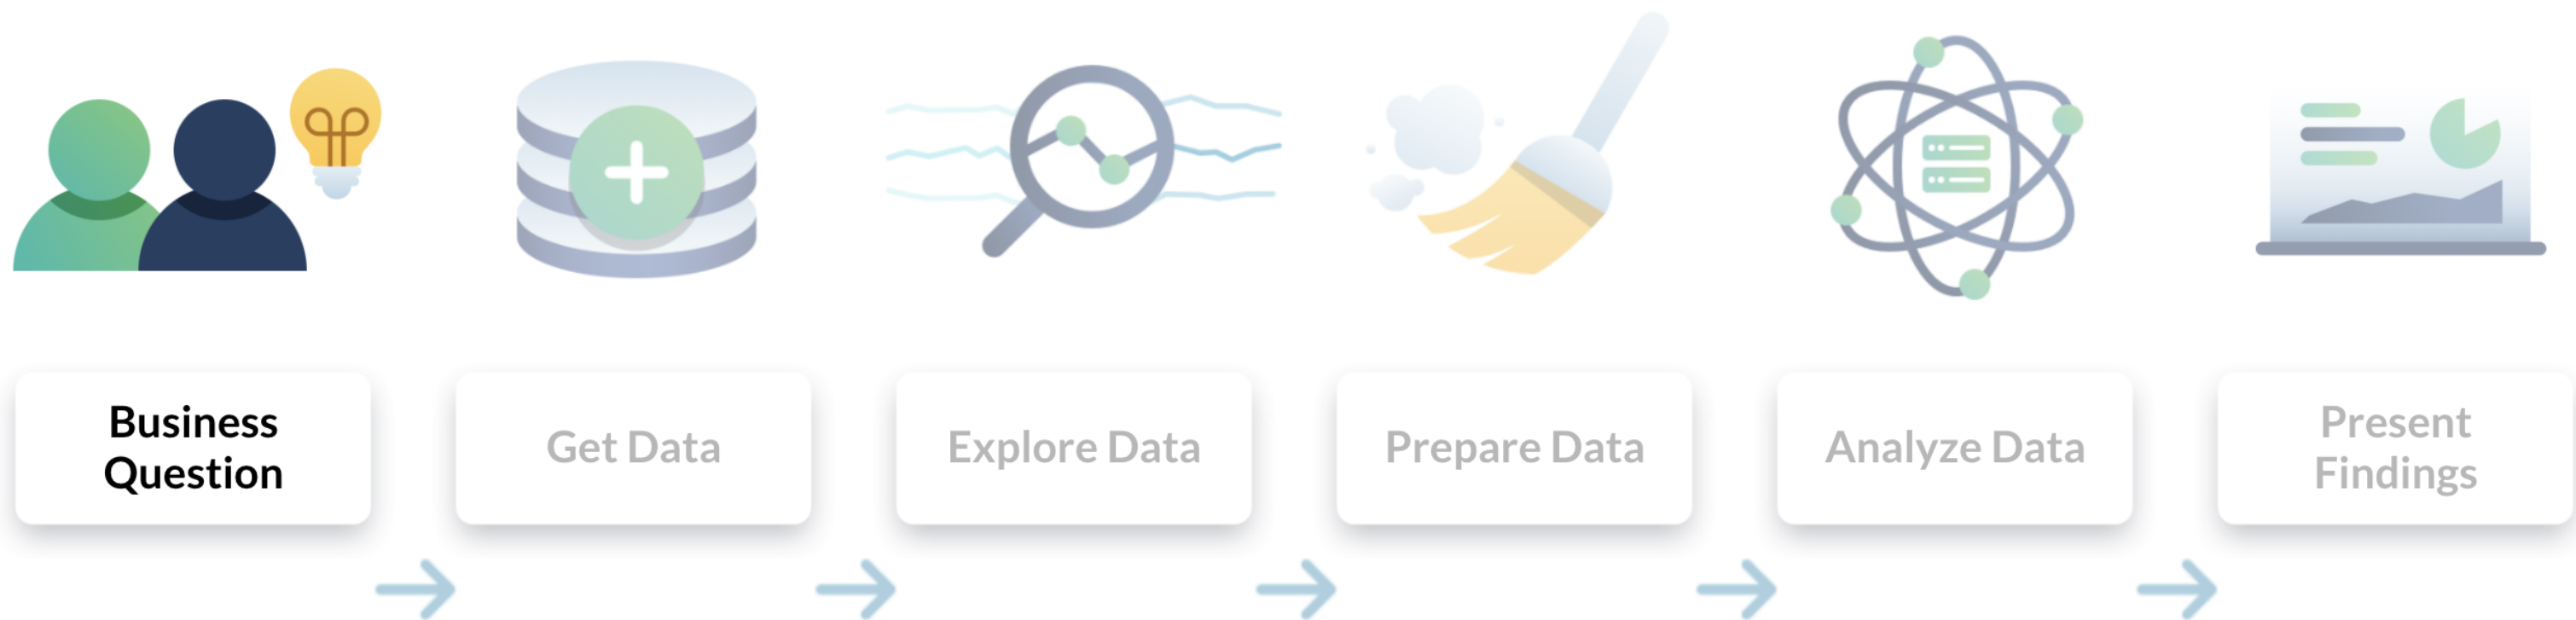 Business
Question
Get Data
Explore Data
Prepare Data
Analyze Data
Present
Findings